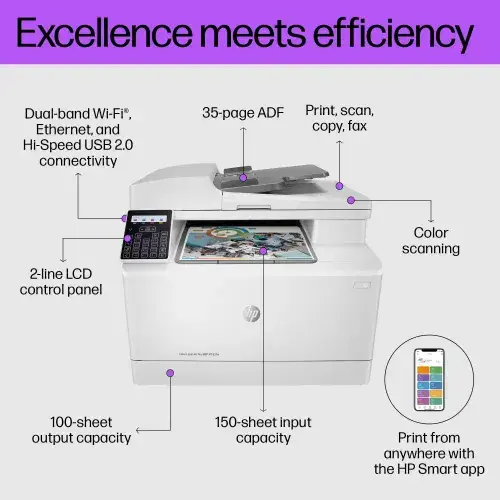 Excellence meets efficiency
Dual-band Wi-Fi®,
Ethernet, and
Hi-Speed USB 2.0
connectivity
35-page ADF
Print, scan,
copy, fax
Color
scanning
2-line LCD
control panel
hp
100-sheet
output capacity
150-sheet input
capacity
Print from
anywhere with
the HP Smart app